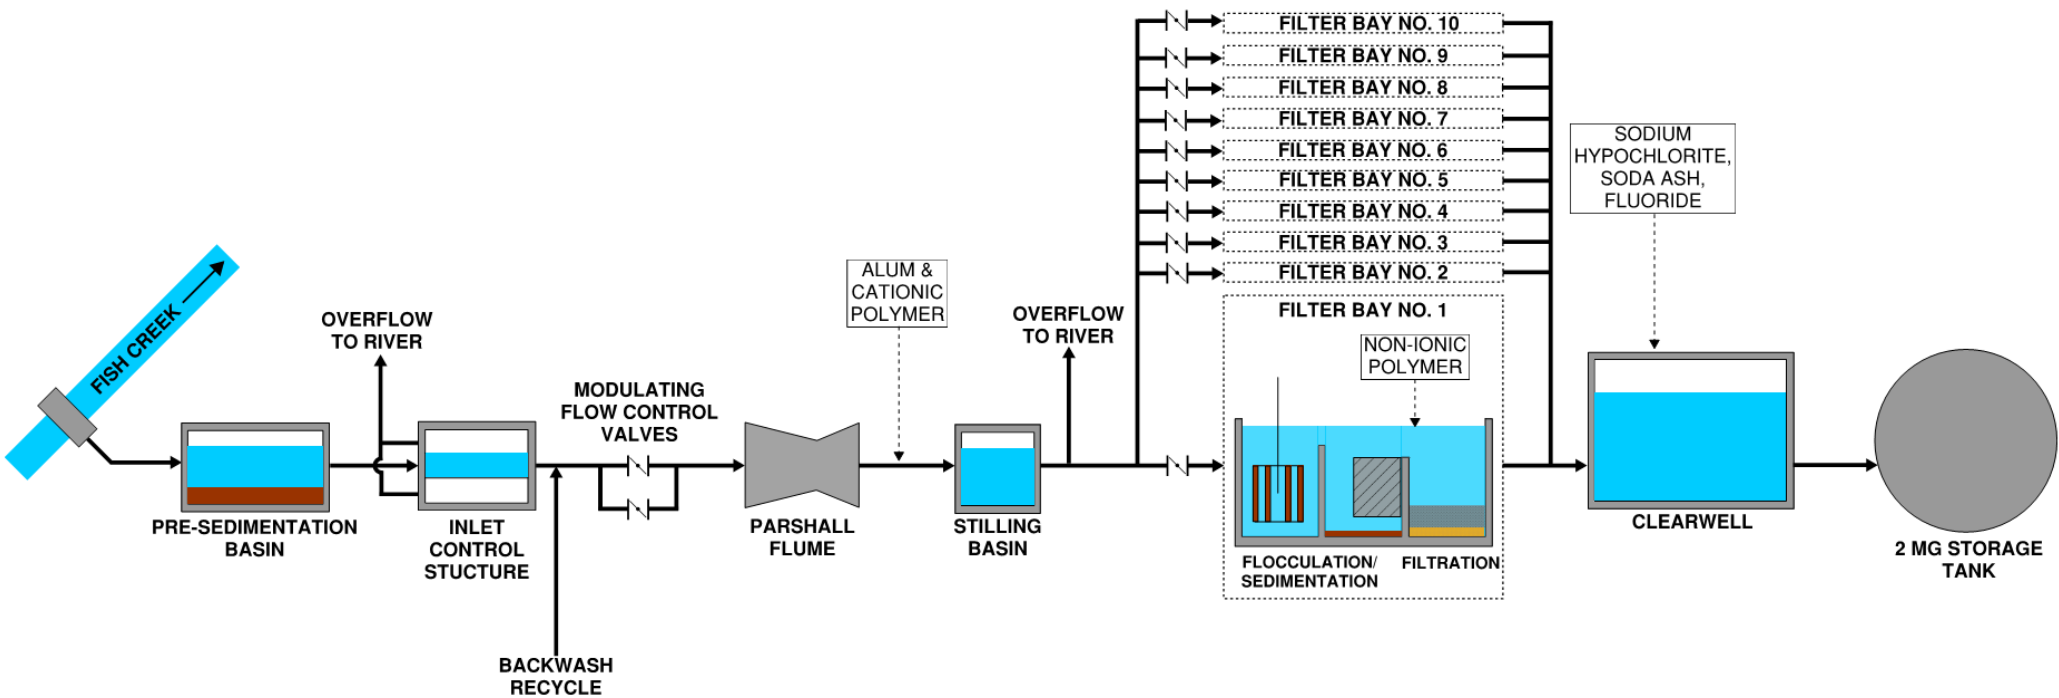 FILTER BAY NO. 10
FILTER BAY NO. 9
FILTER BAY NO. 8
FILTER BAY NO. 7
FILTER BAY NO. 6
FILTER BAY NO. 5
FILTER BAY NO. 4
FILTER BAY NO. 3
FILTER BAY NO. 2
FILTER BAY NO. 1
SODIUM
HYPOCHLORITE,
SODA ASH,
FLUORIDE
ALUM &
CATIONIC
POLYMER
FISH CREEK
OVERFLOW
TO RIVER
OVERFLOW
TO RIVER
NON-IONIC
POLYMER
MODULATING
FLOW CONTROL
VALVES
PRE-SEDIMENTATION
BASIN
INLET
CONTROL
STUCTURE
PARSHALL
FLUME
STILLING
BASIN
FLOCCULATION/
SEDIMENTATION
FILTRATION
CLEARWELL
2 MG STORAGE
TANK
BACKWASH
RECYCLE